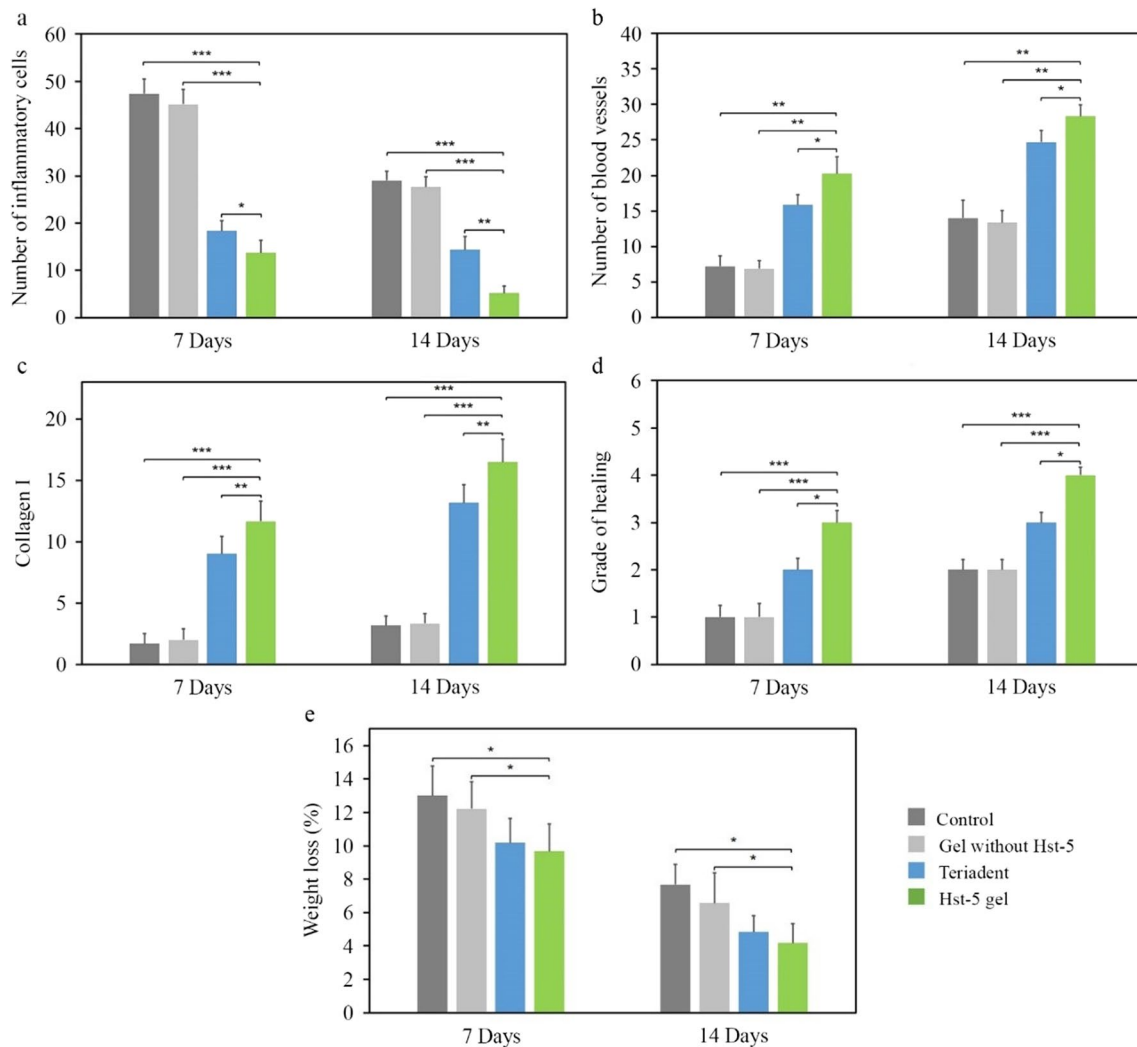 a
Number of inflammatory cells
60
50
40
30
20
10
0
***
***
*
***
***
**
7 Days
14 Days
b
Number of blood vessels
40
35
30
25
20
15
10
5
0
**
**
*
**
**
*
7 Days
14 Days
c
Collagen I
20
15
10
5
0
***
***
**
***
***
**
7 Days
14 Days
d
Grade of healing
6
5
4
3
2
1
0
***
***
*
***
***
*
7 Days
14 Days
e
Weight loss (%)
16
14
12
10
8
6
4
2
0
*
*
*
*
7 Days
14 Days
Control
Gel without Hst-5
Teriadent
Hst-5 gel